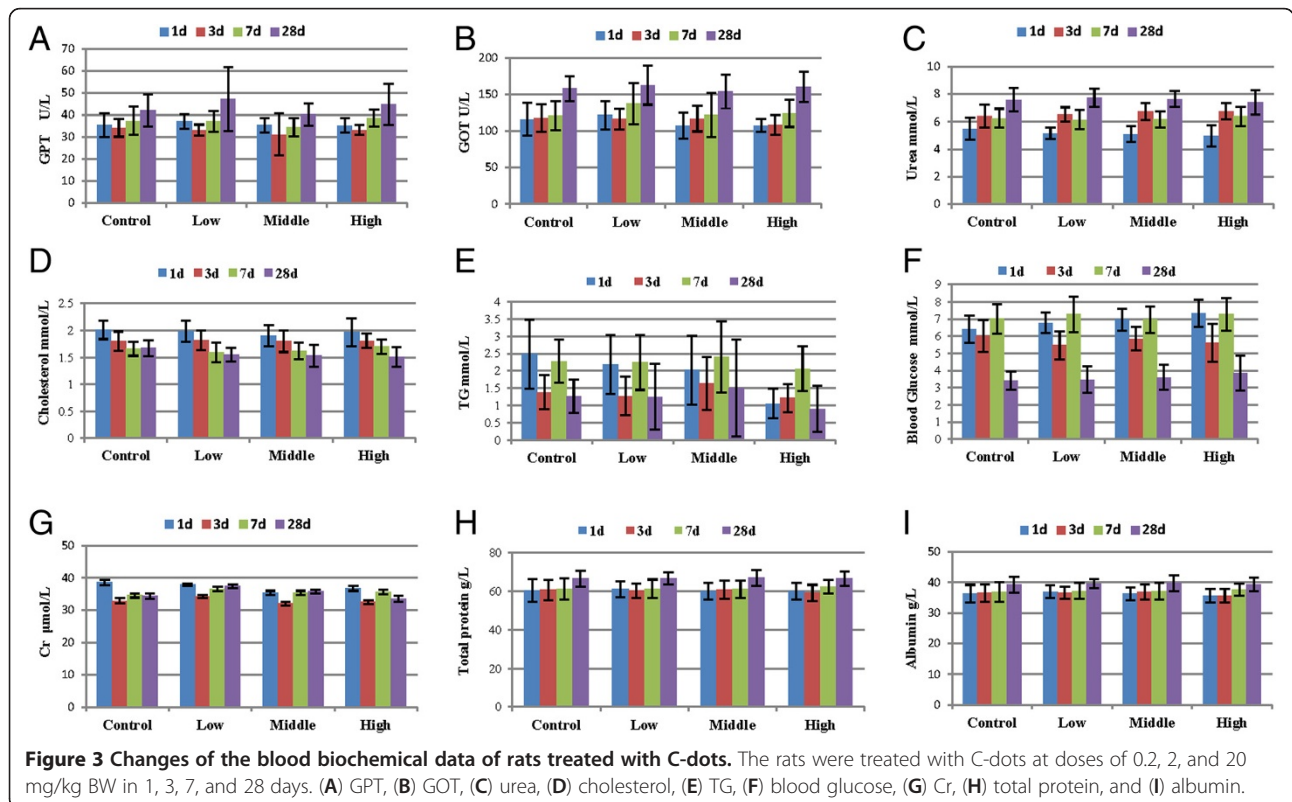 A
1d 3d 7d 28d
70
60
50
40
30
20
10
0
GPT U/L
Control Low Middle High
B
1d 3d 7d 28d
200
150
100
50
0
GOT U/L
Control Low Middle High
C
1d 3d 7d 28d
10
8
6
4
2
0
Urea mmol/L
Control Low Middle High
D
1d 3d 7d 28d
2.5
2
1.5
1
0.5
0
Cholesterol mmol/L
Control Low Middle High
E
1d 3d 7d 28d
4
3.5
3
2.5
2
1.5
1
0.5
0
TG mmol/L
Control Low Middle High
F
1d 3d 7d 28d
9
8
7
6
5
4
3
2
1
0
Blood Glucose mmol/L
Control Low Middle High
G
1d 3d 7d 28d
50
40
30
20
10
0
Cr μmol/L
Control Low Middle High
H
1d 3d 7d 28d
80
60
40
20
0
Total protein g/L
Control Low Middle High
I
1d 3d 7d 28d
50
40
30
20
10
0
Albumin g/L
Control Low Middle High
Figure 3 Changes of the blood biochemical data of rats treated with C-dots. The rats were treated with C-dots at doses of 0.2, 2, and 20
mg/kg BW in 1, 3, 7, and 28 days. (A) GPT, (B) GOT, (C) urea, (D) cholesterol, (E) TG, (F) blood glucose, (G) Cr, (H) total protein, and (I) albumin.